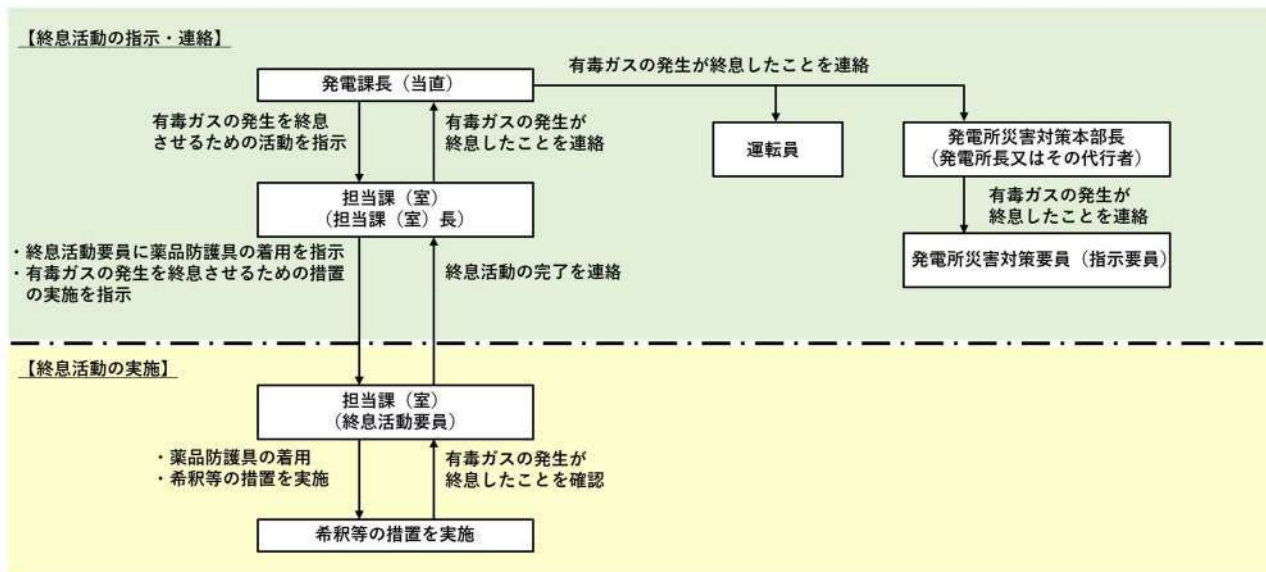 【終息活動の指示・連絡】
有毒ガスの発生が終息したことを連絡
発電課長（当直）
有毒ガスの発生を終息
させるための活動を指示
有毒ガスの発生が
終息したことを連絡
運転員
発電所災害対策本部長
（発電所長又はその代行者）
担当課（室）
（担当課（室）長）
有毒ガスの発生が
終息したことを連絡
・終息活動要員に薬品防護具の着用を指示
・有毒ガスの発生を終息させるための措置
の実施を指示
終息活動の完了を連絡
発電所災害対策要員（指示要員）
【終息活動の実施】
担当課（室）
（終息活動要員）
・薬品防護具の着用
・希釈等の措置を実施
有毒ガスの発生が
終息したことを確認
希釈等の措置を実施